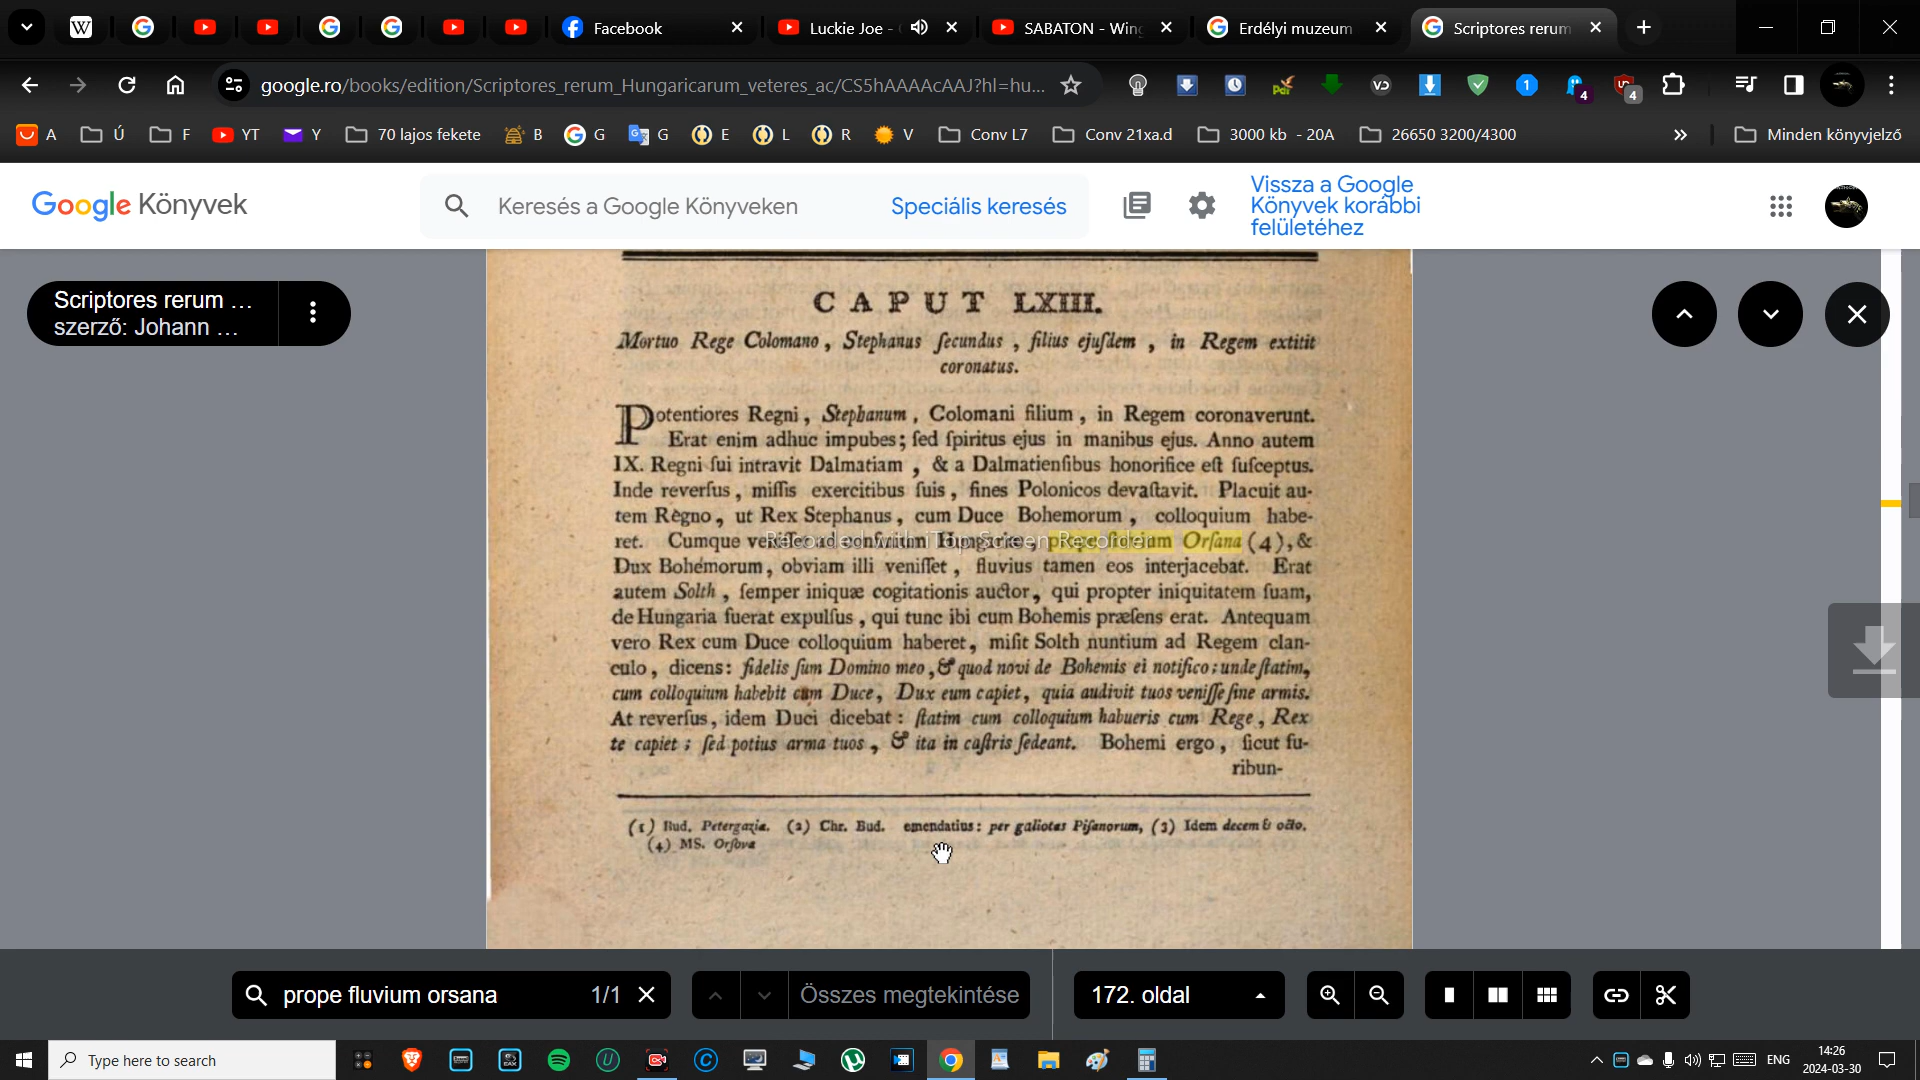 Facebook
Luckie Joe -
SABATON - Wing
Erdélyi muzeum
Scriptores rerum
google.ro/books/edition/Scriptores_rerum_Hungaricarum_veteres_ac/CS5hAAAAcAAJ?hl=hu...
A Ú F YT Y 70 lajos fekete B G G E L R V Conv L7 Conv 21xa.d 3000 kb - 20A 26650 3200/4300 » Minden könyvjelző
Google Könyvek
Keresés a Google Könyveken
Speciális keresés
Vissza a Google
Könyvek korábbi
felületéhez
Scriptores rerum ...
szerző: Johann ...
CAPUT LXIII.
Mortuo Rege Colomano, Stephanus ſecundus, filius ejuſdem, in Regem extitit
coronatus.
Potentiores Regni, Stephanum, Colomani filium, in Regem coronaverunt.
Erat enim adhuc impubes; ſed ſpiritus ejus in manibus ejus. Anno autem
IX. Regni ſui intravit Dalmatiam, & a Dalmatienſibus honorifice eſt ſuſceptus.
Inde reverſus, miſſis exercitibus ſuis, fines Polonicos devaſtavit. Placuit au-
tem Regno, ut Rex Stephanus, cum Duce Bohemorum, colloquium habe-
ret. Cumque veniſſet ad confinium Hungariæ, prope fluvium Orſana (4), &
Recorded with iTop Screen Recorder
Dux Bohemorum, obviam illi veniſſet, fluvius tamen eos interjacebat. Erat
autem Solth, ſemper iniquæ cogitationis auctor, qui propter iniquitatem ſuam,
de Hungaria fuerat expulſus, qui tunc ibi cum Bohemis præſens erat. Antequam
vero Rex cum Duce colloquium haberet, miſit Solth nuntium ad Regem clan-
culo, dicens: fidelis ſum Domino meo, & quod novi de Bohemis ei notifico; unde ſtatim,
cum colloquium habebit cum Duce, Dux eum capiet, quia audivit tuos veniſſe ſine armis.
At reverſus, idem Duci dicebat: ſtatim cum colloquium habueris cum Rege, Rex
te capiet; ſed potius arma tuos, & ita in caſtris ſedeant. Bohemi ergo, ſicut fu-
ribun-
(1) Bud. Petergazia. (2) Chr. Bud. emendatius: per galiotas Piſanorum, (3) Idem decem & octo.
(4) MS. Orſova
prope fluvium orsana 1/1
Összes megtekintése
172. oldal
Type here to search
ENG
14:26
2024-03-30